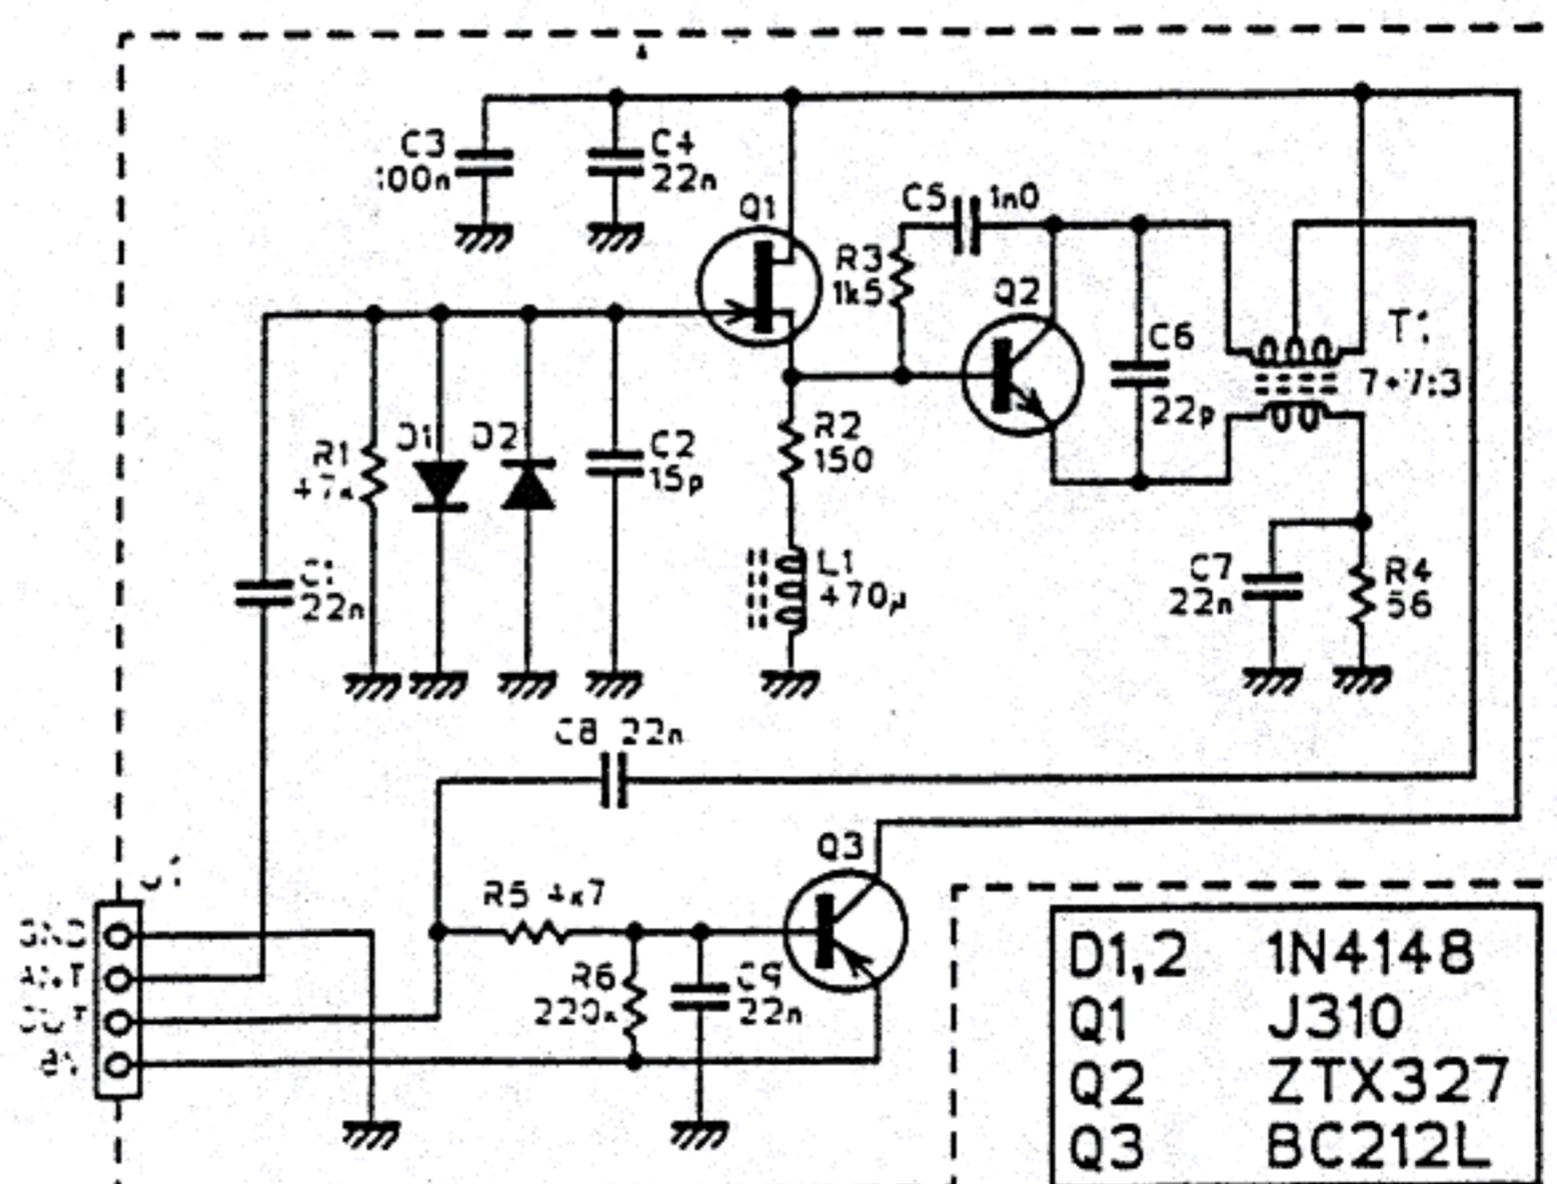 C3
100n
C4
22n
Q1
C5 1n0
R3
1k5
Q2
C6
22p
T1
7+7:3
R1
47k
D1
D2
C2
15p
R2
150
L1
470µ
C1
22n
C7
22n
R4
56
C8 22n
Q3
R5 4k7
R6
220k
C9
22n
GND
ANT
OUT
D1,2 1N4148
Q1 J310
Q2 ZTX327
Q3 BC212L